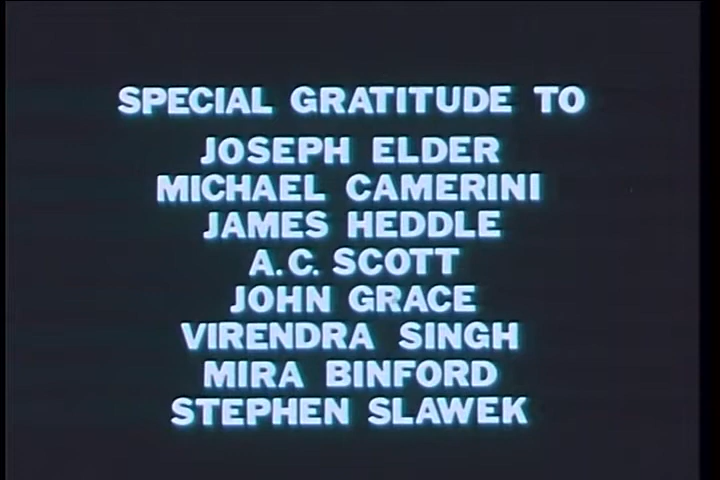 SPECIAL GRATITUDE TO
JOSEPH ELDER
MICHAEL CAMERINI
JAMES HEDDLE
A.C. SCOTT
JOHN GRACE
VIRENDRA SINGH
MIRA BINFORD
STEPHEN SLAWEK